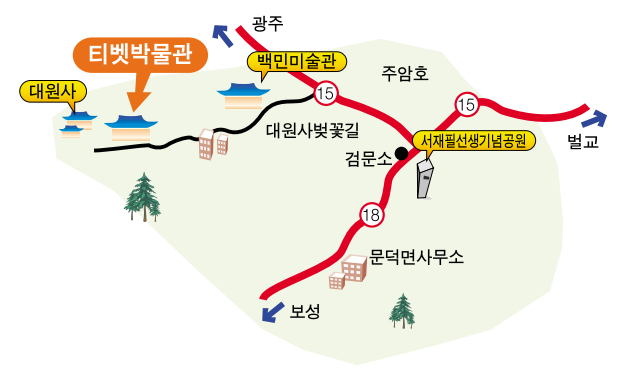 광주
티벳박물관
백민미술관
주암호
대원사
15
15
대원사벚꽃길
벌교
서재필선생기념공원
검문소
18
문덕면사무소
보성